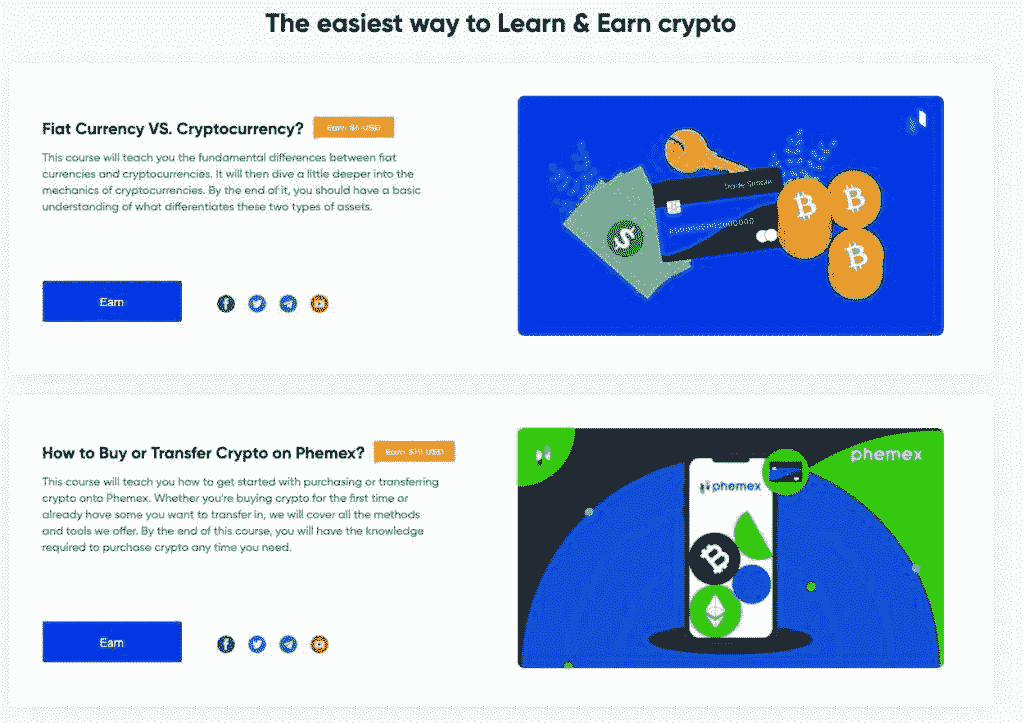 The easiest way to Learn & Earn crypto
Fiat Currency VS. Cryptocurrency?
This course will teach you the fundamental differences between fiat
currencies and cryptocurrencies. It will then dive a little deeper into the
mechanics of cryptocurrencies. By the end of it, you should have a basic
understanding of what differentiates these two types of assets.
Earn
Trade Simple
How to Buy or Transfer Crypto on Phemex?
Earn $10 USD
This course will teach you how to get started with purchasing or transferring
crypto onto Phemex. Whether you're buying crypto for the first time or
already have some you want to transfer in, we will cover all the methods
and tools we offer. By the end of this course, you will have the knowledge
required to purchase crypto any time you need.
Earn
phemex
phemex